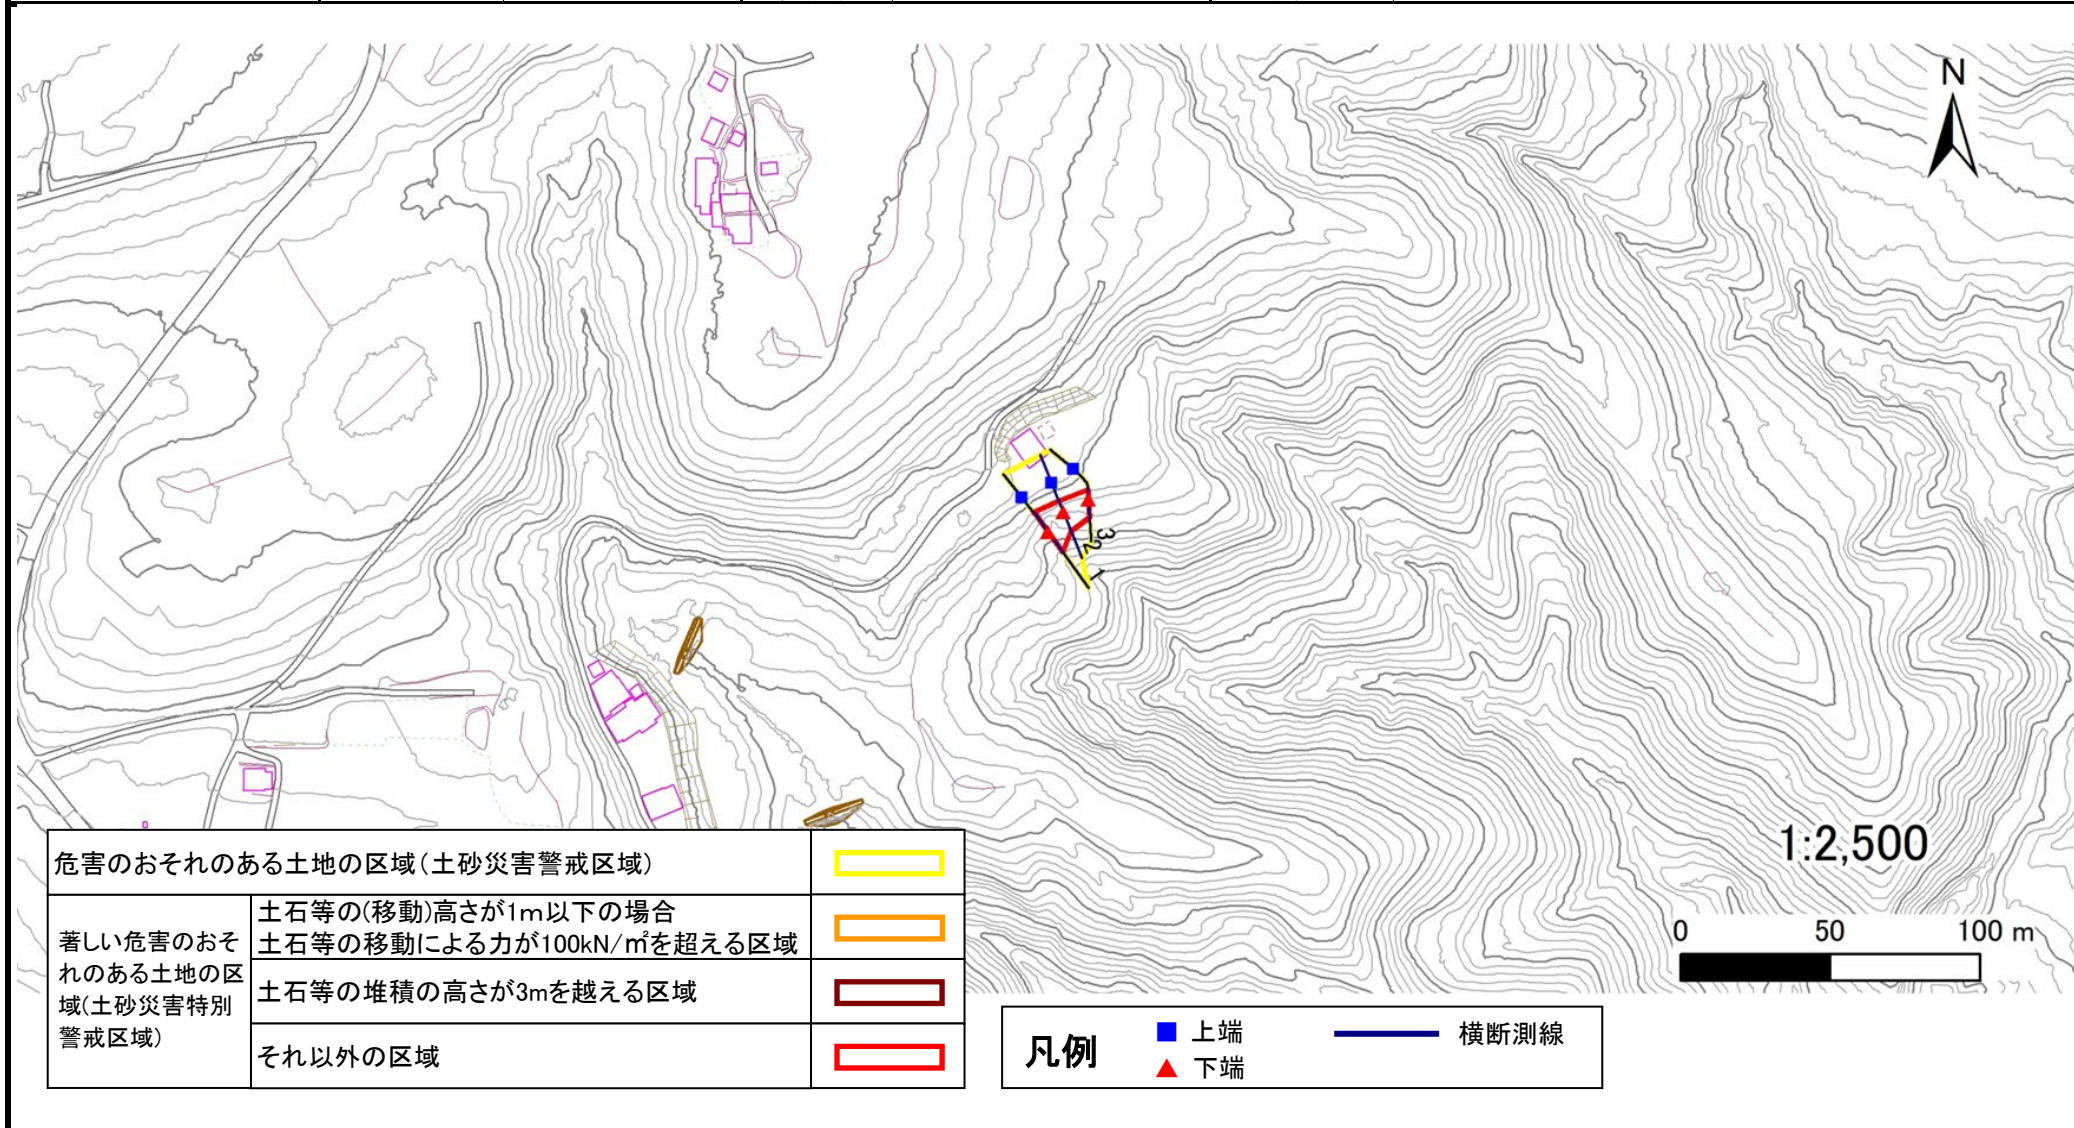 N
3
2
1
1:2,500
0 50 100 m
危害のおそれのある土地の区域(土砂災害警戒区域)
著しい危害のおそ
れのある土地の区
域(土砂災害特別
警戒区域)
土石等の(移動)高さが1m以下の場合
土石等の移動による力が100kN/㎡を超える区域
土石等の堆積の高さが3mを越える区域
それ以外の区域
凡例
上端
下端
横断測線